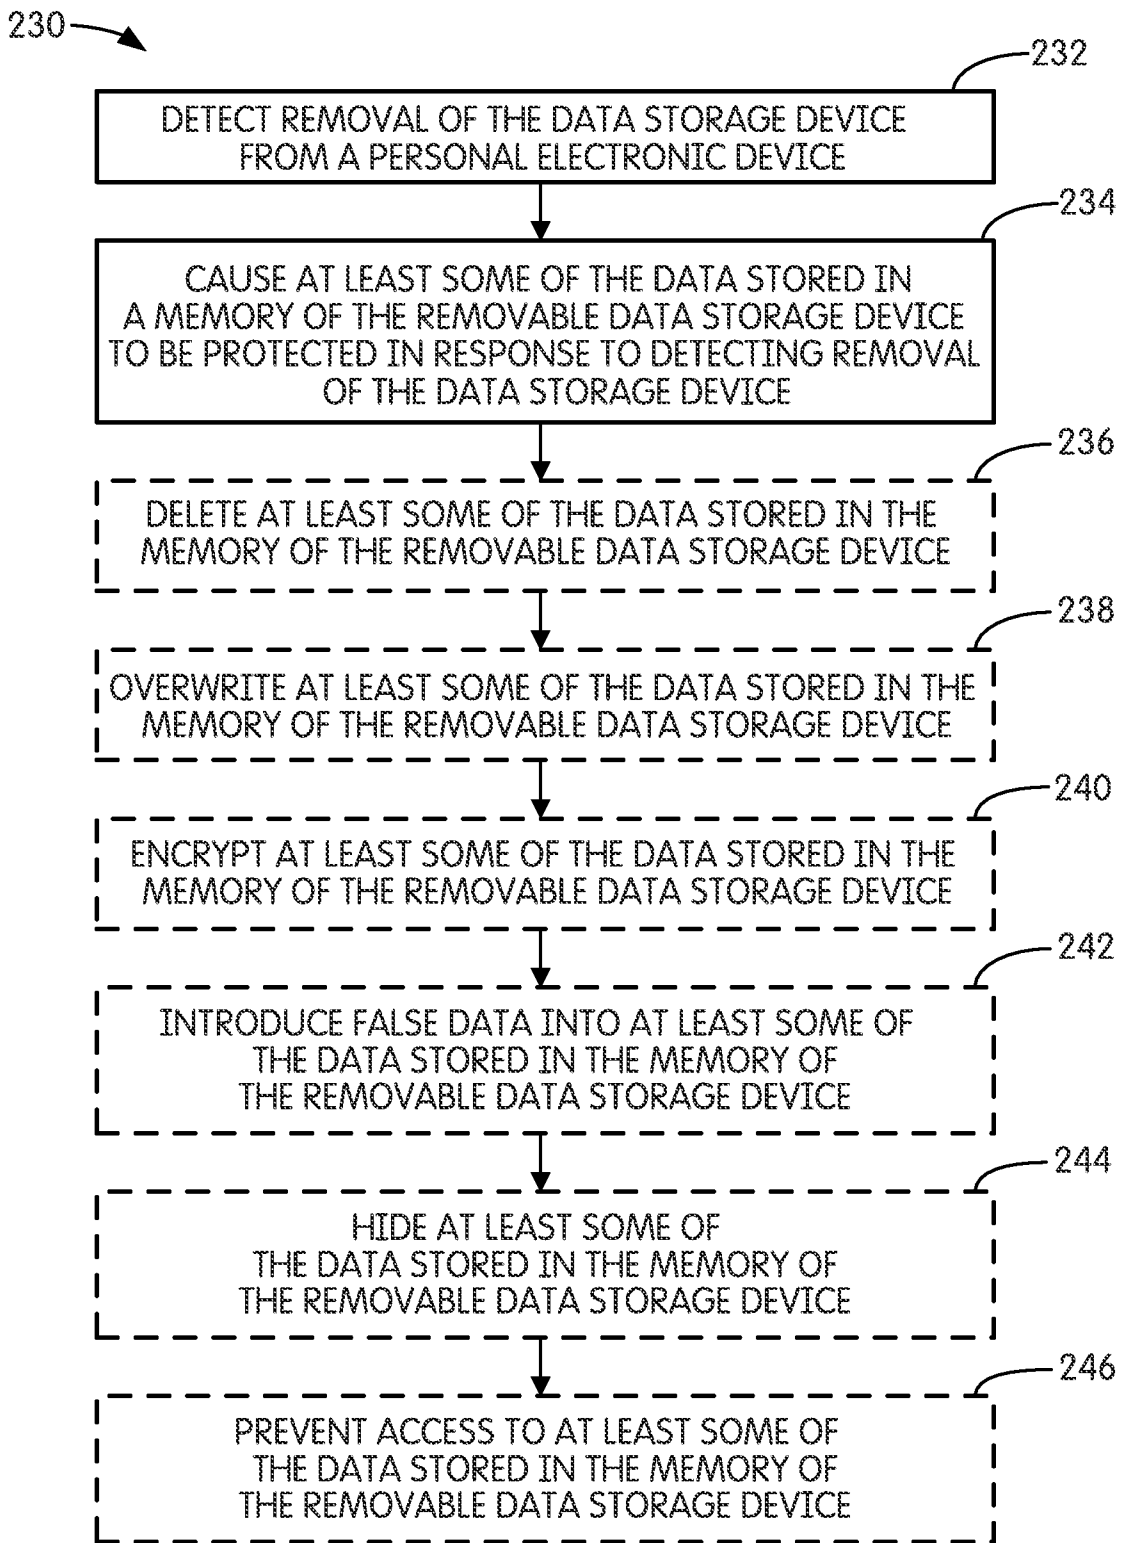 230
232
DETECT REMOVAL OF THE DATA STORAGE DEVICE
FROM A PERSONAL ELECTRONIC DEVICE
234
CAUSE AT LEAST SOME OF THE DATA STORED IN
A MEMORY OF THE REMOVABLE DATA STORAGE DEVICE
TO BE PROTECTED IN RESPONSE TO DETECTING REMOVAL
OF THE DATA STORAGE DEVICE
236
DELETE AT LEAST SOME OF THE DATA STORED IN THE
MEMORY OF THE REMOVABLE DATA STORAGE DEVICE
238
OVERWRITE AT LEAST SOME OF THE DATA STORED IN THE
MEMORY OF THE REMOVABLE DATA STORAGE DEVICE
240
ENCRYPT AT LEAST SOME OF THE DATA STORED IN THE
MEMORY OF THE REMOVABLE DATA STORAGE DEVICE
242
INTRODUCE FALSE DATA INTO AT LEAST SOME OF
THE DATA STORED IN THE MEMORY OF
THE REMOVABLE DATA STORAGE DEVICE
244
HIDE AT LEAST SOME OF
THE DATA STORED IN THE MEMORY OF
THE REMOVABLE DATA STORAGE DEVICE
246
PREVENT ACCESS TO AT LEAST SOME OF
THE DATA STORED IN THE MEMORY OF
THE REMOVABLE DATA STORAGE DEVICE